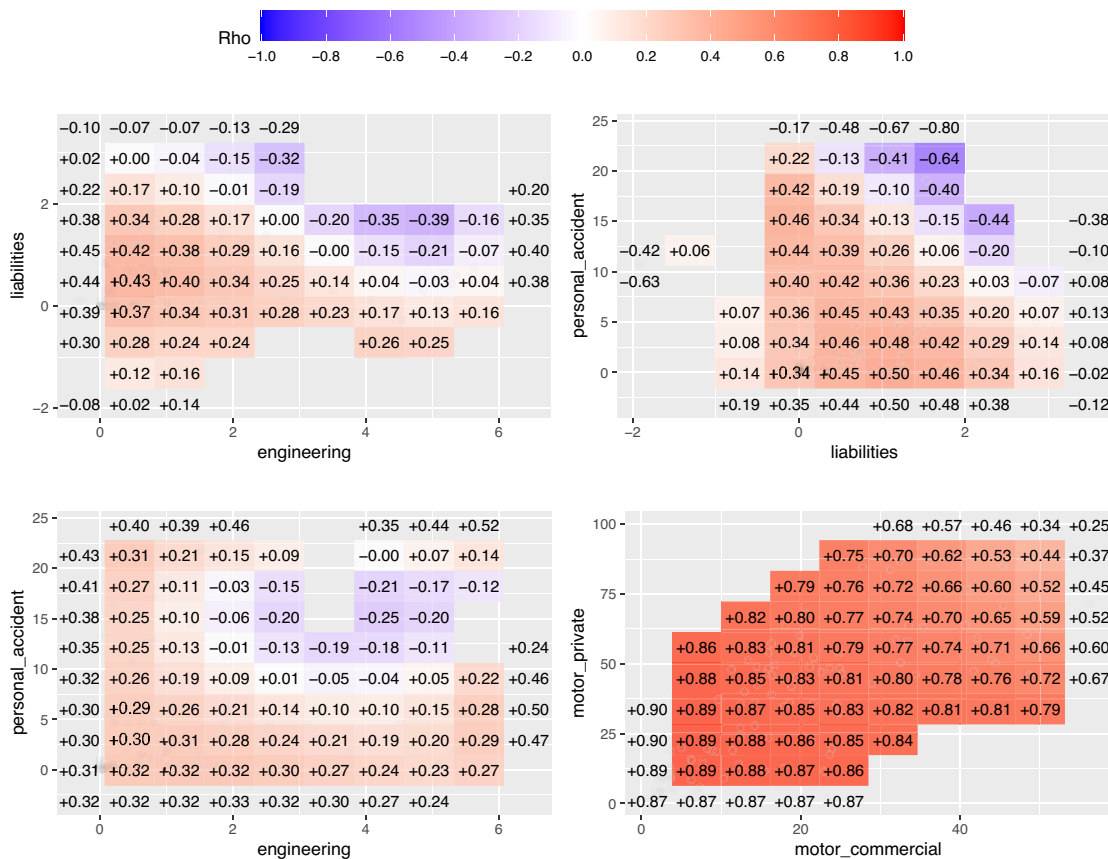 Rho
−1.0 −0.8 −0.6 −0.4 −0.2 0.0 0.2 0.4 0.6 0.8 1.0
−0.10 −0.07 −0.07 −0.13 −0.29
+0.02 +0.00 −0.04 −0.15 −0.32
+0.22 +0.17 +0.10 −0.01 −0.19 +0.20
2
+0.38 +0.34 +0.28 +0.17 +0.00 −0.20 −0.35 −0.39 −0.16 +0.35
+0.45 +0.42 +0.38 +0.29 +0.16 −0.00 −0.15 −0.21 −0.07 +0.40
+0.44 +0.43 +0.40 +0.34 +0.25 +0.14 +0.04 −0.03 +0.04 +0.38
0
+0.39 +0.37 +0.34 +0.31 +0.28 +0.23 +0.17 +0.13 +0.16
+0.30 +0.28 +0.24 +0.24 +0.26 +0.25
+0.12 +0.16
−2
−0.08 +0.02 +0.14
0 2 4 6
liabilities
engineering
25
−0.17 −0.48 −0.67 −0.80
+0.22 −0.13 −0.41 −0.64
20
+0.42 +0.19 −0.10 −0.40
15
+0.46 +0.34 +0.13 −0.15 −0.44 −0.38
−0.42 +0.06 +0.44 +0.39 +0.26 +0.06 −0.20 −0.10
10
−0.63 +0.40 +0.42 +0.36 +0.23 +0.03 −0.07 +0.08
+0.07 +0.36 +0.45 +0.43 +0.35 +0.20 +0.07 +0.13
5
+0.08 +0.34 +0.46 +0.48 +0.42 +0.29 +0.14 +0.08
0
+0.14 +0.34 +0.45 +0.50 +0.46 +0.34 +0.16 −0.02
+0.19 +0.35 +0.44 +0.50 +0.48 +0.38 −0.12
−2 0 2
personal_accident
liabilities
25
+0.40 +0.39 +0.46 +0.35 +0.44 +0.52
+0.43 +0.31 +0.21 +0.15 +0.09 −0.00 +0.07 +0.14
20
+0.41 +0.27 +0.11 −0.03 −0.15 −0.21 −0.17 −0.12
15
+0.38 +0.25 +0.10 −0.06 −0.20 −0.25 −0.20
+0.35 +0.25 +0.13 −0.01 −0.13 −0.19 −0.18 −0.11 +0.24
10
+0.32 +0.26 +0.19 +0.09 +0.01 −0.05 −0.04 +0.05 +0.22 +0.46
+0.30 +0.29 +0.26 +0.21 +0.14 +0.10 +0.10 +0.15 +0.28 +0.50
5
+0.30 +0.30 +0.31 +0.28 +0.24 +0.21 +0.19 +0.20 +0.29 +0.47
0
+0.31 +0.32 +0.32 +0.32 +0.30 +0.27 +0.24 +0.23 +0.27
+0.32 +0.32 +0.32 +0.33 +0.32 +0.30 +0.27 +0.24
0 2 4 6
personal_accident
engineering
100
+0.68 +0.57 +0.46 +0.34 +0.25
+0.75 +0.70 +0.62 +0.53 +0.44 +0.37
+0.79 +0.76 +0.72 +0.66 +0.60 +0.52 +0.45
75
+0.82 +0.80 +0.77 +0.74 +0.70 +0.65 +0.59 +0.52
+0.86 +0.83 +0.81 +0.79 +0.77 +0.74 +0.71 +0.66 +0.60
50
+0.88 +0.85 +0.83 +0.81 +0.80 +0.78 +0.76 +0.72 +0.67
+0.90 +0.89 +0.87 +0.85 +0.83 +0.82 +0.81 +0.81 +0.79
25
+0.90 +0.89 +0.88 +0.86 +0.85 +0.84
+0.89 +0.89 +0.88 +0.87 +0.86
0
+0.87 +0.87 +0.87 +0.87 +0.87
0 20 40
motor_private
motor_commercial